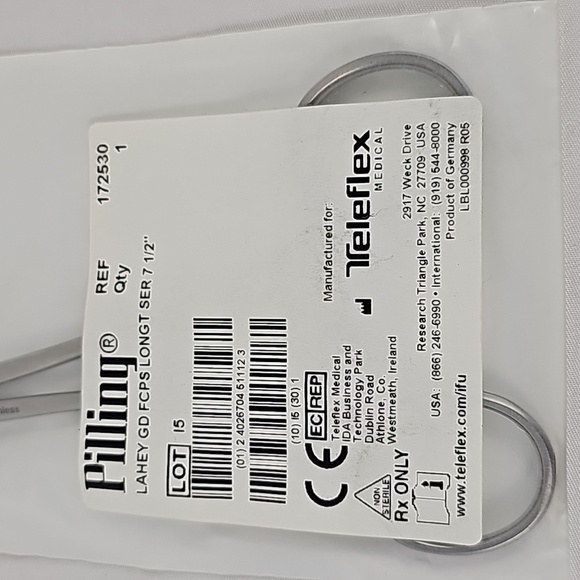 Pilling®
REF 172530
Qty 1
LAHEY GD FCPS LONGT SER 7 1/2"
LOT I5
(01) 2 4026704 51112 3
(10) I5 (30) 1
CE
EC REP
Teleflex Medical
IDA Business and
Technology Park
Dublin Road
Athlone, Co.
Westmeath, Ireland
NON
STERILE
Rx ONLY
i
www.teleflex.com/ifu
Manufactured for:
Teleflex
MEDICAL
2917 Weck Drive
Research Triangle Park, NC 27709 USA
USA: (866) 246-6990 • International: (919) 544-8000
Product of Germany
LBL000998 R05